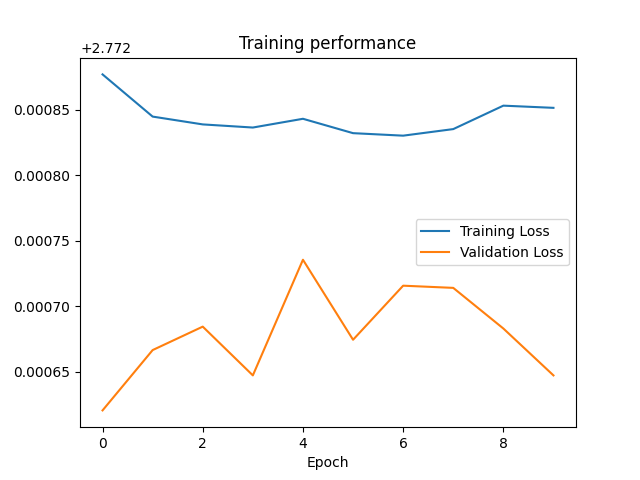 Training performance
+2.772
0.00085
0.00080
0.00075
0.00070
0.00065
Training Loss
Validation Loss
0 2 4 6 8
Epoch